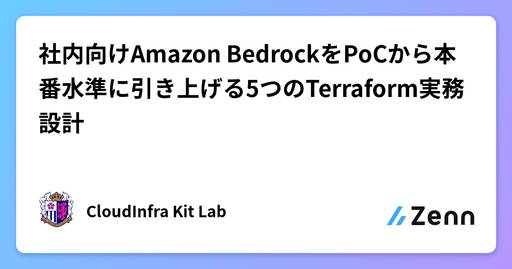 社内向けAmazon BedrockをPoCから本
番水準に引き上げる5つのTerraform実務
設計
CloudInfra Kit Lab
Zenn